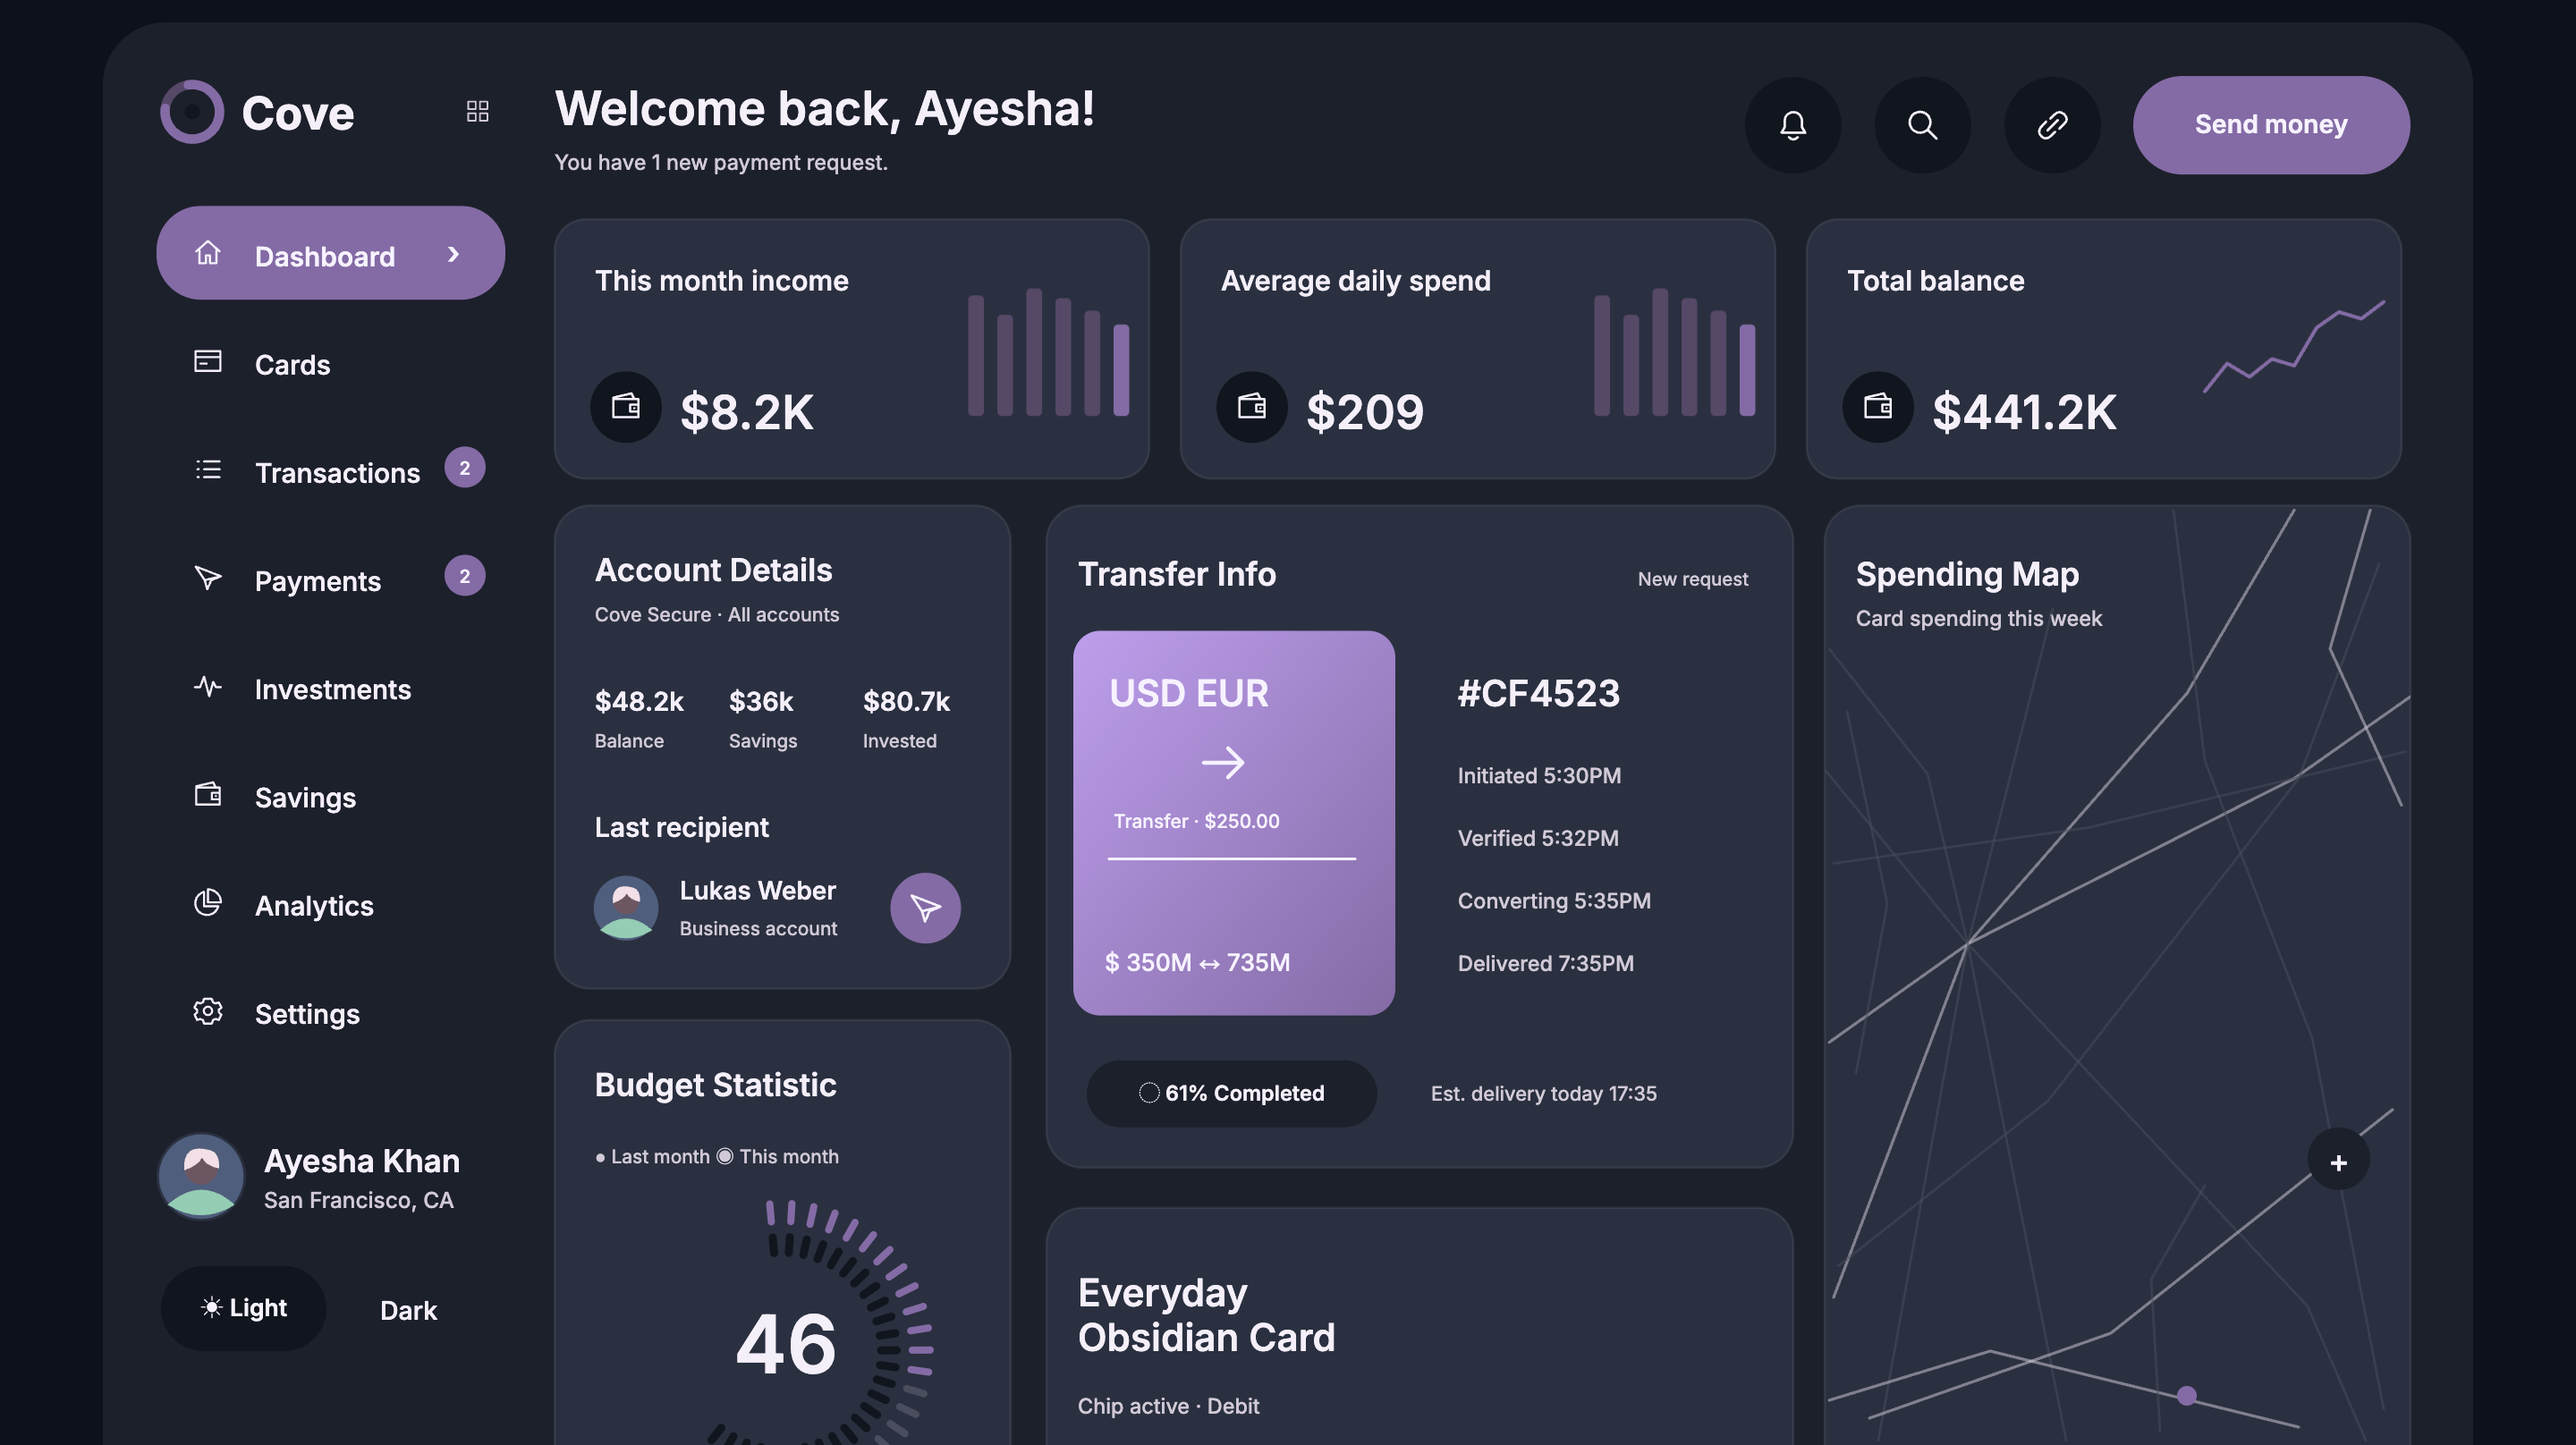 Cove
Dashboard
Cards
Transactions 2
Payments 2
Investments
Savings
Analytics
Settings
Ayesha Khan
San Francisco, CA
☀ Light
Dark
Welcome back, Ayesha!
You have 1 new payment request.
Send money
This month income
$8.2K
Average daily spend
$209
Total balance
$441.2K
Account Details
Cove Secure · All accounts
$48.2k $36k $80.7k
Balance Savings Invested
Last recipient
Lukas Weber
Business account
Budget Statistic
● Last month ◉ This month
46
Transfer Info
New request
USD EUR
→
Transfer · $250.00
$ 350M ↔ 735M
#CF4523
Initiated 5:30PM
Verified 5:32PM
Converting 5:35PM
Delivered 7:35PM
◌ 61% Completed
Est. delivery today 17:35
Everyday
Obsidian Card
Chip active · Debit
Spending Map
Card spending this week
+